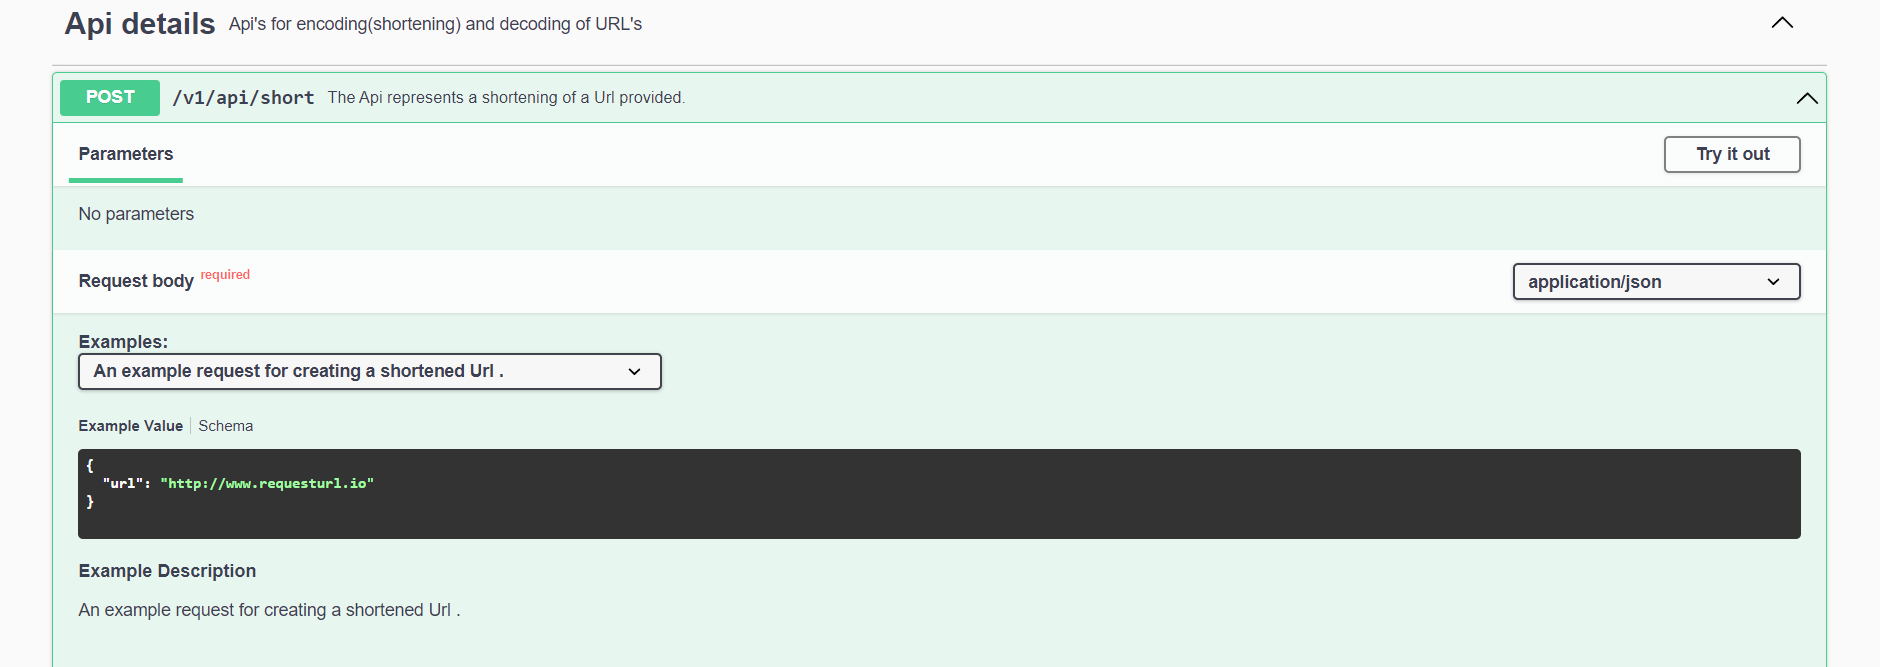 Api details Api's for encoding(shortening) and decoding of URL's
POST /v1/api/short The Api represents a shortening of a Url provided.
Parameters Try it out
No parameters
Request body required application/json
Examples:
An example request for creating a shortened Url .
Example Value Schema
{
"url": "http://www.requesturl.io"
}
Example Description
An example request for creating a shortened Url .